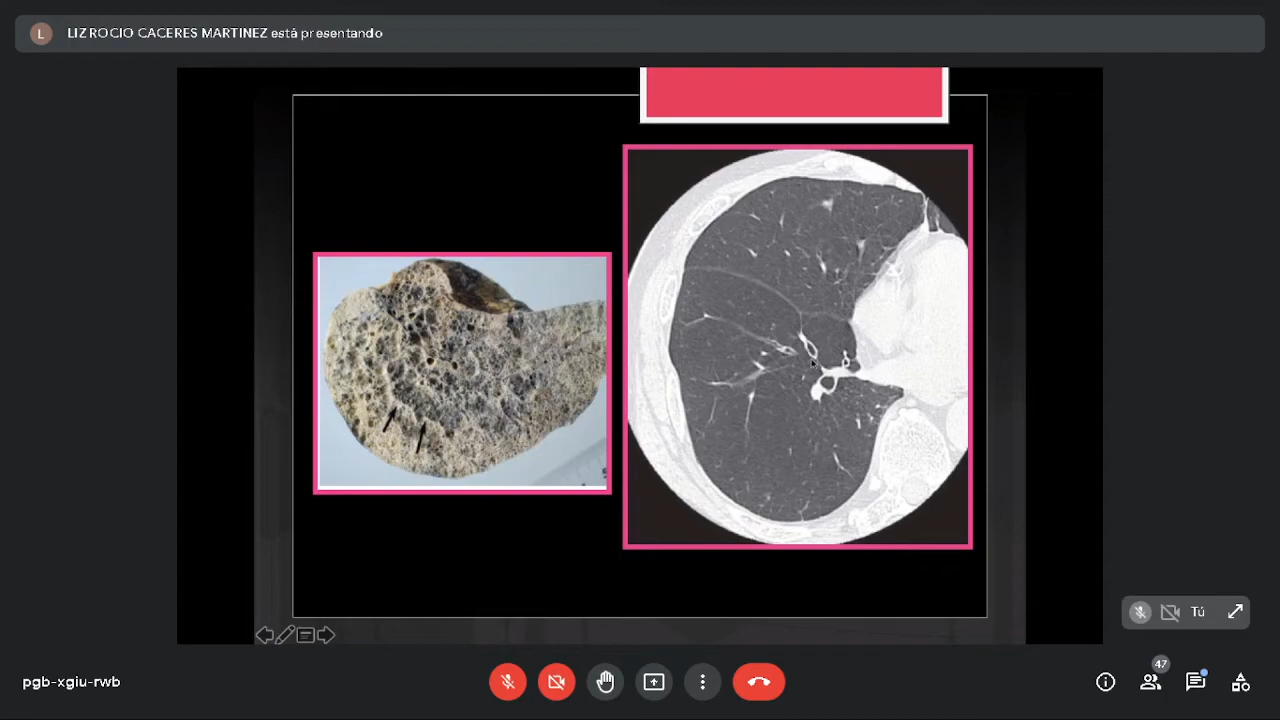 L
LIZ ROCIO CACERES MARTINEZ está presentando
Tú
pgb-xgiu-rwb
47